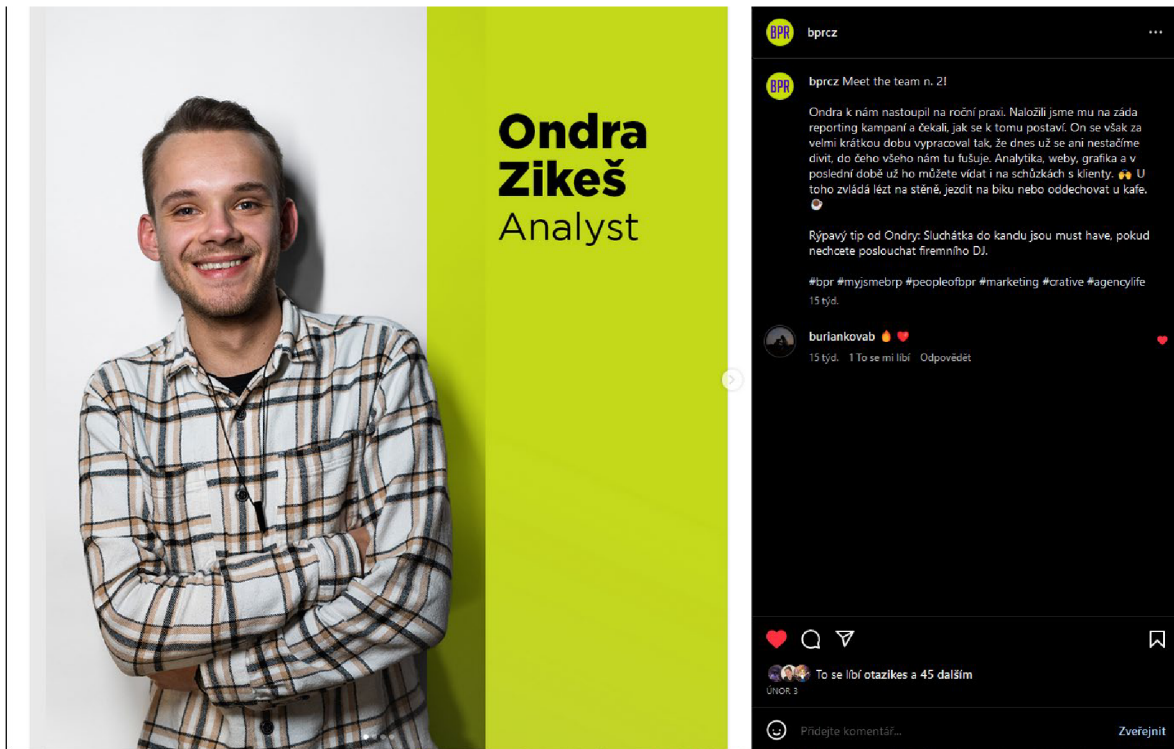 Ondra
Zikeš
Analyst
BPR
bprcz
BPR
bprcz Meet the team n. 2!
Ondra k nám nastoupil na roční praxi. Naložili jsme mu na záda
reporting kampaní a čekali, jak se k tomu postaví. On se však za
velmi krátkou dobu vypracoval tak, že dnes už se ani nestačíme
divit, do čeho všeho nám tu fušuje. Analytika, weby, grafika a v
poslední době už ho můžete vídat i na schůzkách s klienty. 🙌 U
toho zvládá lézt na stěně, jezdit na biku nebo oddechovat u kafe.
☕
Rýpavý tip od Ondry: Sluchátka do kanclu jsou must have, pokud
nechcete poslouchat firemního DJ.
#bpr #myjsmebrp #peopleofbpr #marketing #crative #agencylife
15 týd.
buriankovab 🔥 ❤️
15 týd. 1 To se mi líbí Odpovědět
To se líbí otazikes a 45 dalším
ÚNOR 3
Přidejte komentář...
Zveřejnit